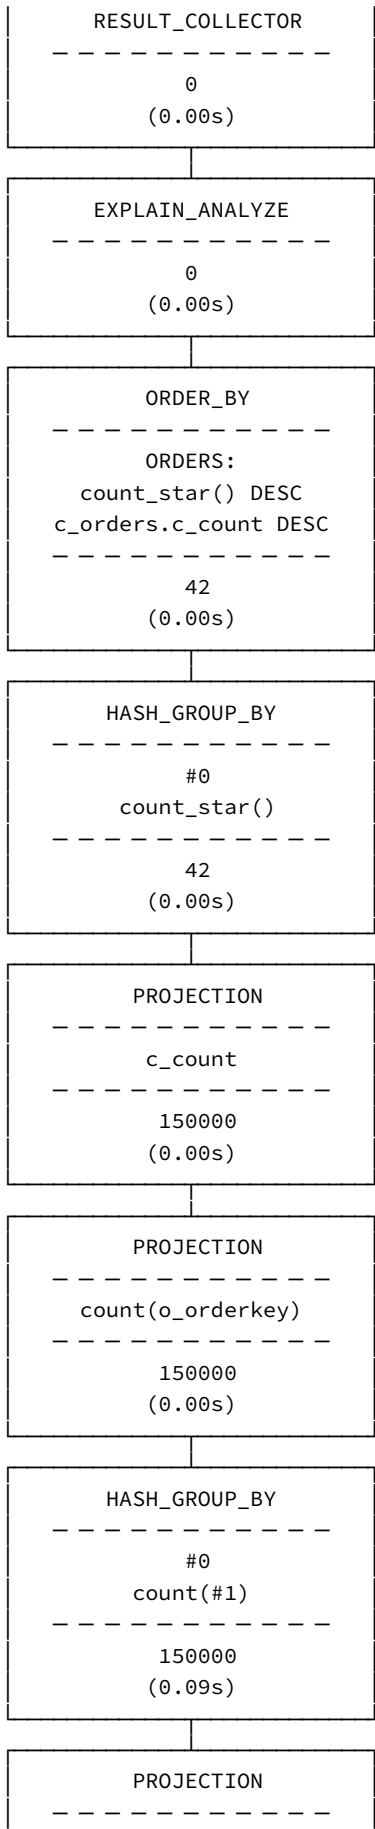 RESULT_COLLECTOR
─ ─ ─ ─ ─ ─ ─ ─ ─ ─ ─
0
(0.00s)
EXPLAIN_ANALYZE
─ ─ ─ ─ ─ ─ ─ ─ ─ ─ ─
0
(0.00s)
ORDER_BY
─ ─ ─ ─ ─ ─ ─ ─ ─ ─ ─
ORDERS:
count_star() DESC
c_orders.c_count DESC
─ ─ ─ ─ ─ ─ ─ ─ ─ ─ ─
42
(0.00s)
HASH_GROUP_BY
─ ─ ─ ─ ─ ─ ─ ─ ─ ─ ─
#0
count_star()
─ ─ ─ ─ ─ ─ ─ ─ ─ ─ ─
42
(0.00s)
PROJECTION
─ ─ ─ ─ ─ ─ ─ ─ ─ ─ ─
c_count
─ ─ ─ ─ ─ ─ ─ ─ ─ ─ ─
150000
(0.00s)
PROJECTION
─ ─ ─ ─ ─ ─ ─ ─ ─ ─ ─
count(o_orderkey)
─ ─ ─ ─ ─ ─ ─ ─ ─ ─ ─
150000
(0.00s)
HASH_GROUP_BY
─ ─ ─ ─ ─ ─ ─ ─ ─ ─ ─
#0
count(#1)
─ ─ ─ ─ ─ ─ ─ ─ ─ ─ ─
150000
(0.09s)
PROJECTION
─ ─ ─ ─ ─ ─ ─ ─ ─ ─ ─